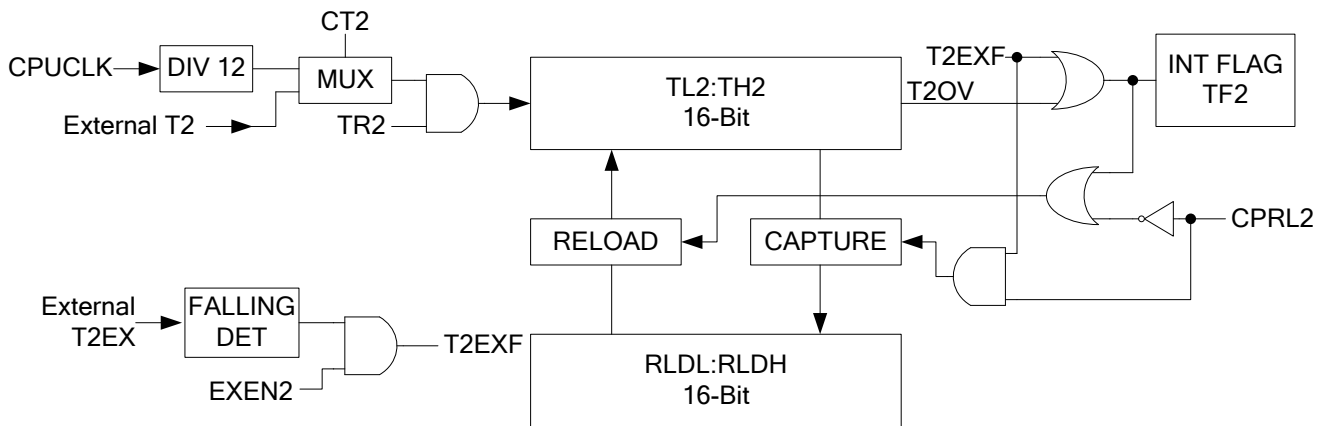 CT2
CPUCLK
DIV 12
MUX
External T2
TR2
TL2:TH2
16-Bit
T2EXF
T2OV
INT FLAG
TF2
RELOAD
CAPTURE
CPRL2
External
T2EX
FALLING
DET
EXEN2
T2EXF
RLDL:RLDH
16-Bit